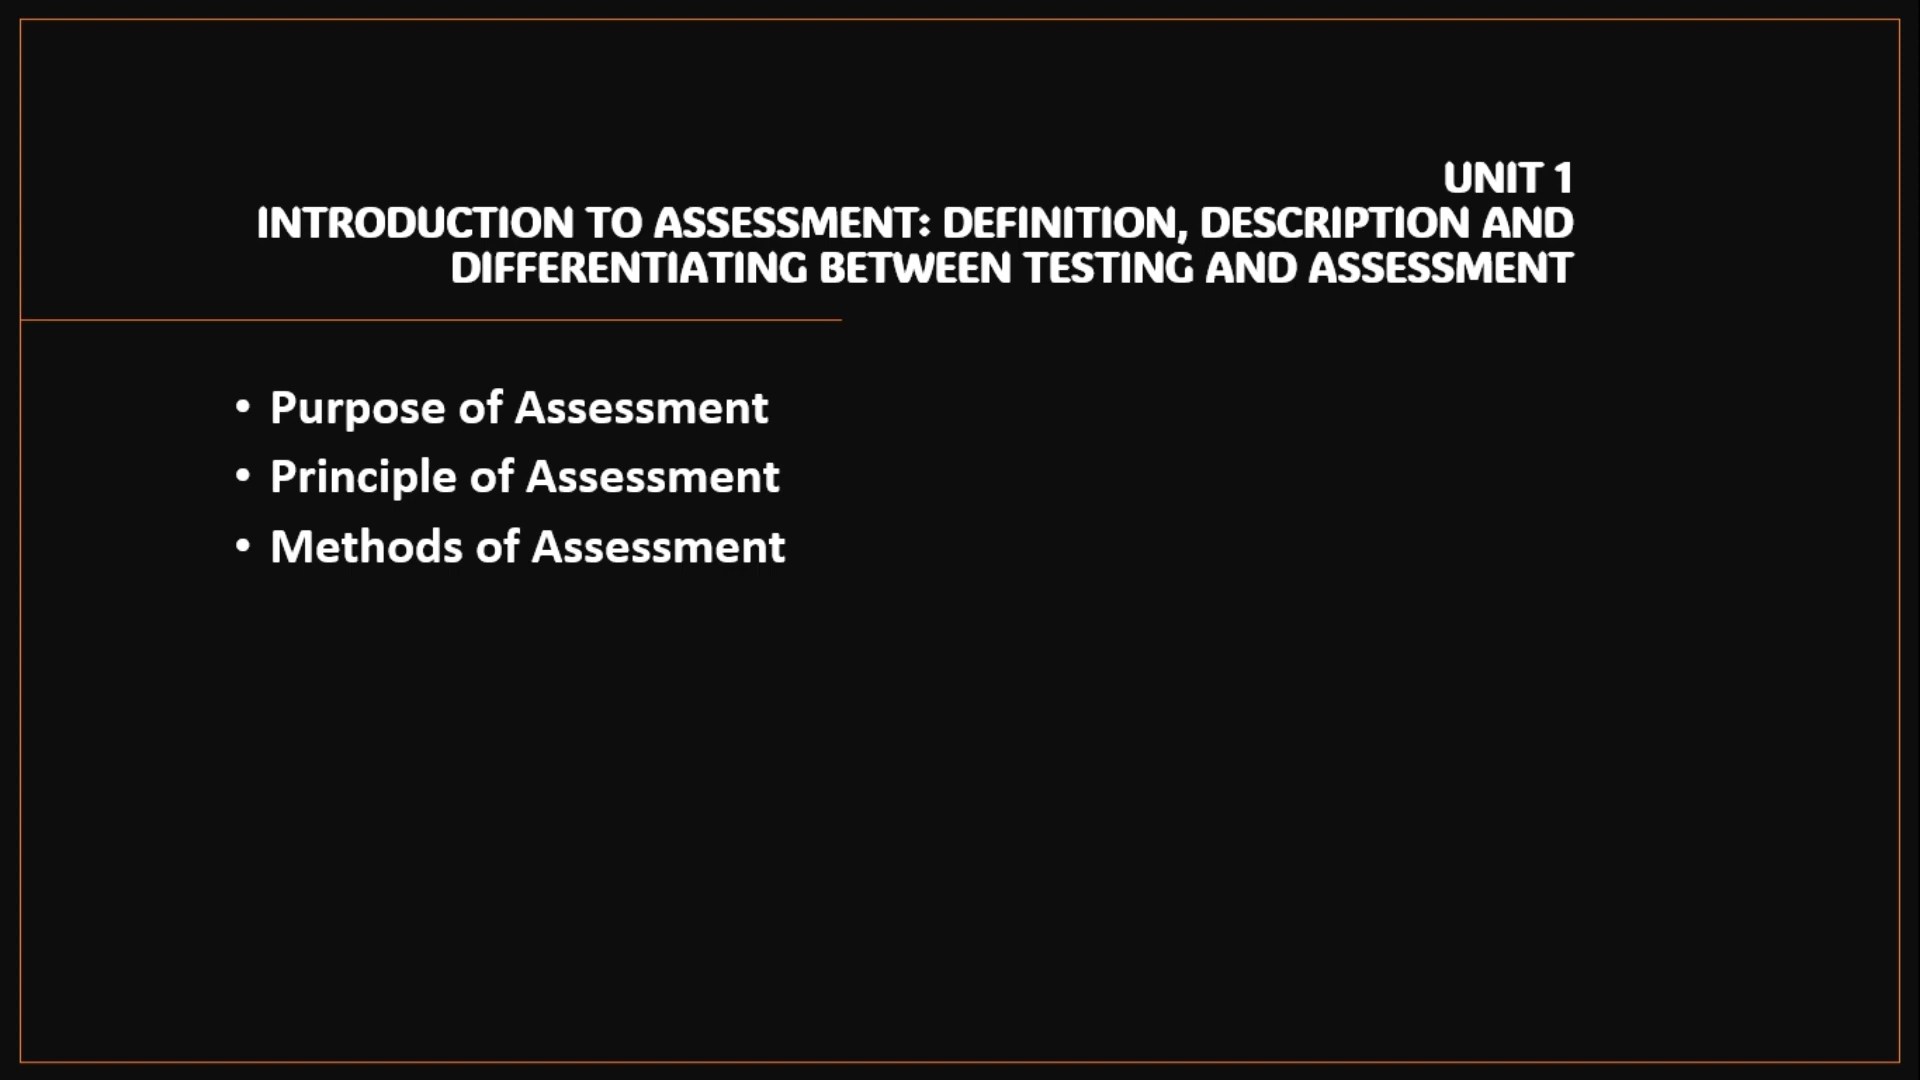 UNIT 1
INTRODUCTION TO ASSESSMENT: DEFINITION, DESCRIPTION AND
DIFFERENTIATING BETWEEN TESTING AND ASSESSMENT
• Purpose of Assessment
• Principle of Assessment
• Methods of Assessment